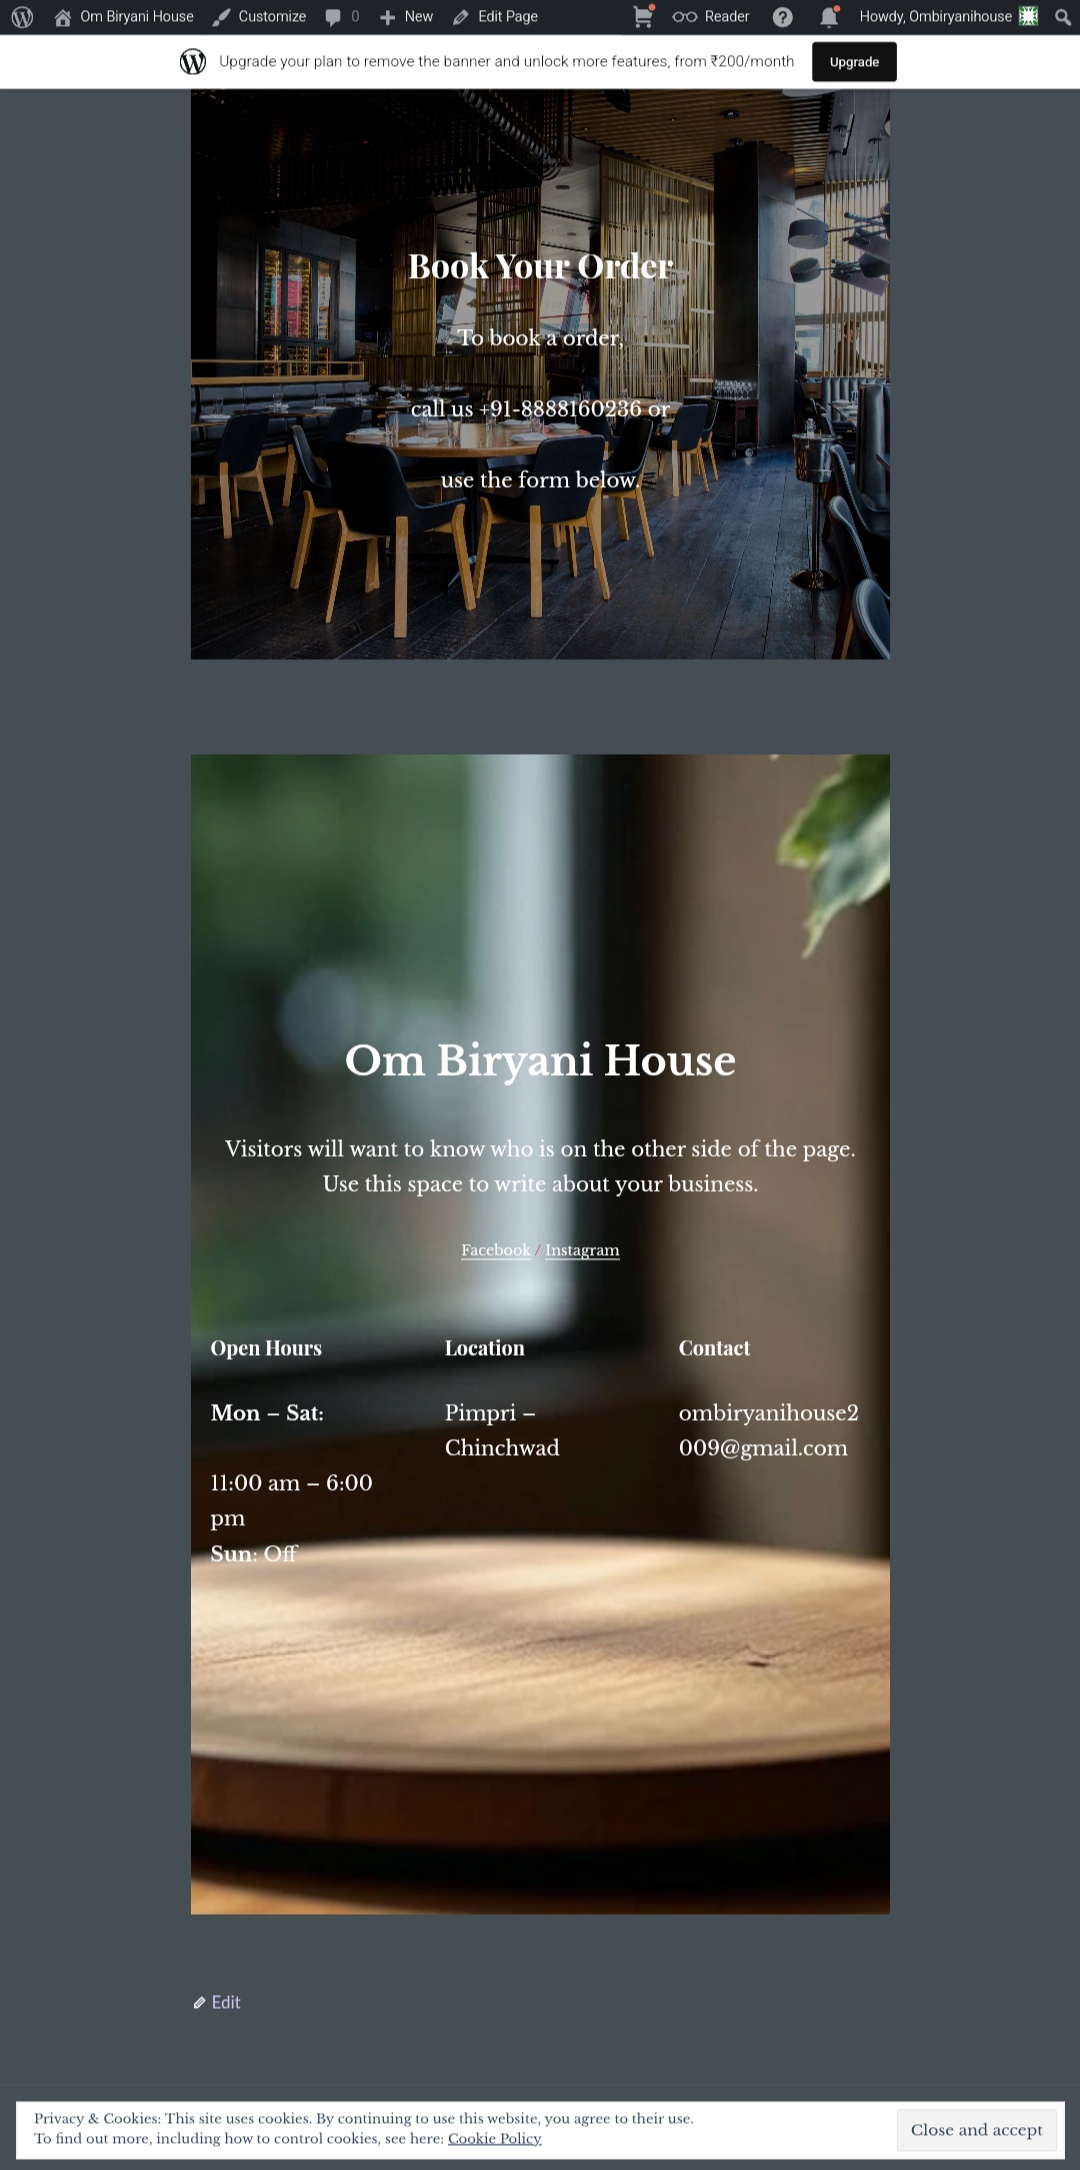 Om Biryani House Customize 0 New Edit Page Reader Howdy, Ombiryanihouse
Upgrade your plan to remove the banner and unlock more features, from ₹200/month Upgrade
Book Your Order
To book a order,
call us +91-8888160236 or
use the form below.
Om Biryani House
Visitors will want to know who is on the other side of the page.
Use this space to write about your business.
Facebook / Instagram
Open Hours
Mon – Sat:
11:00 am – 6:00
pm
Sun: Off
Location
Pimpri –
Chinchwad
Contact
ombiryanihouse2
009@gmail.com
Edit
Privacy & Cookies: This site uses cookies. By continuing to use this website, you agree to their use.
To find out more, including how to control cookies, see here: Cookie Policy
Close and accept